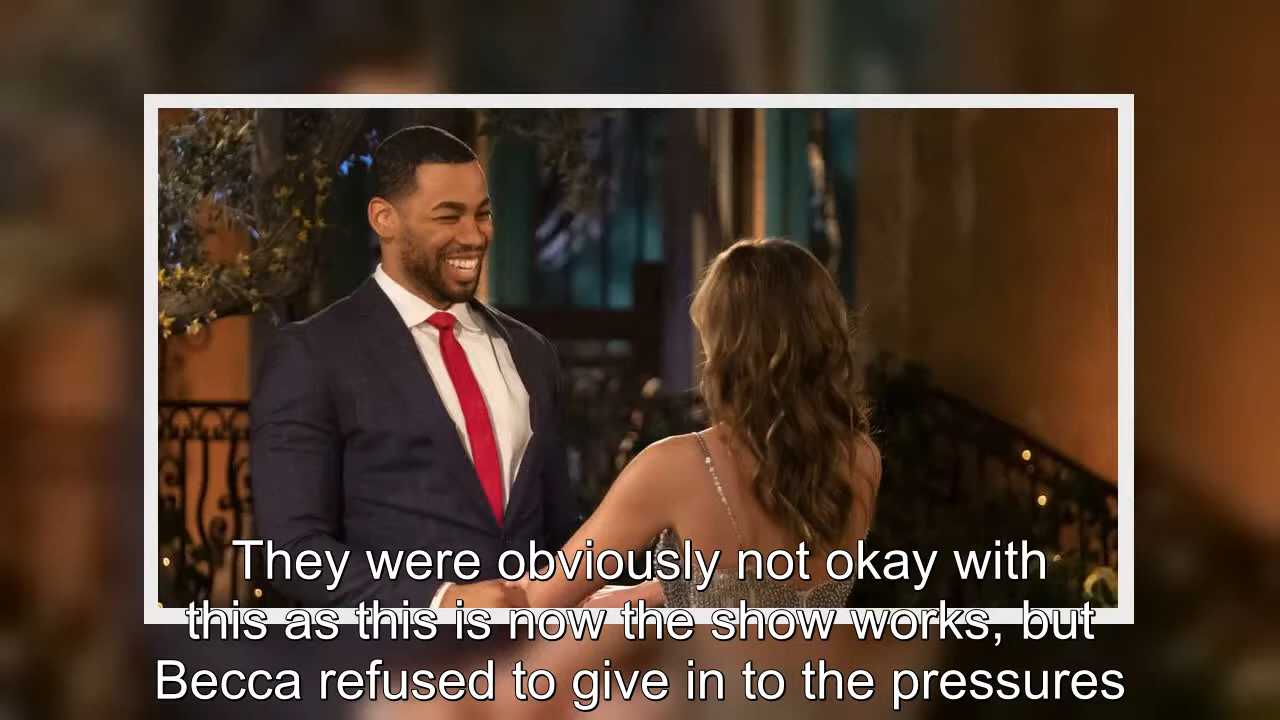 They were obviously not okay with
this as this is now the show works, but
Becca refused to give in to the pressures